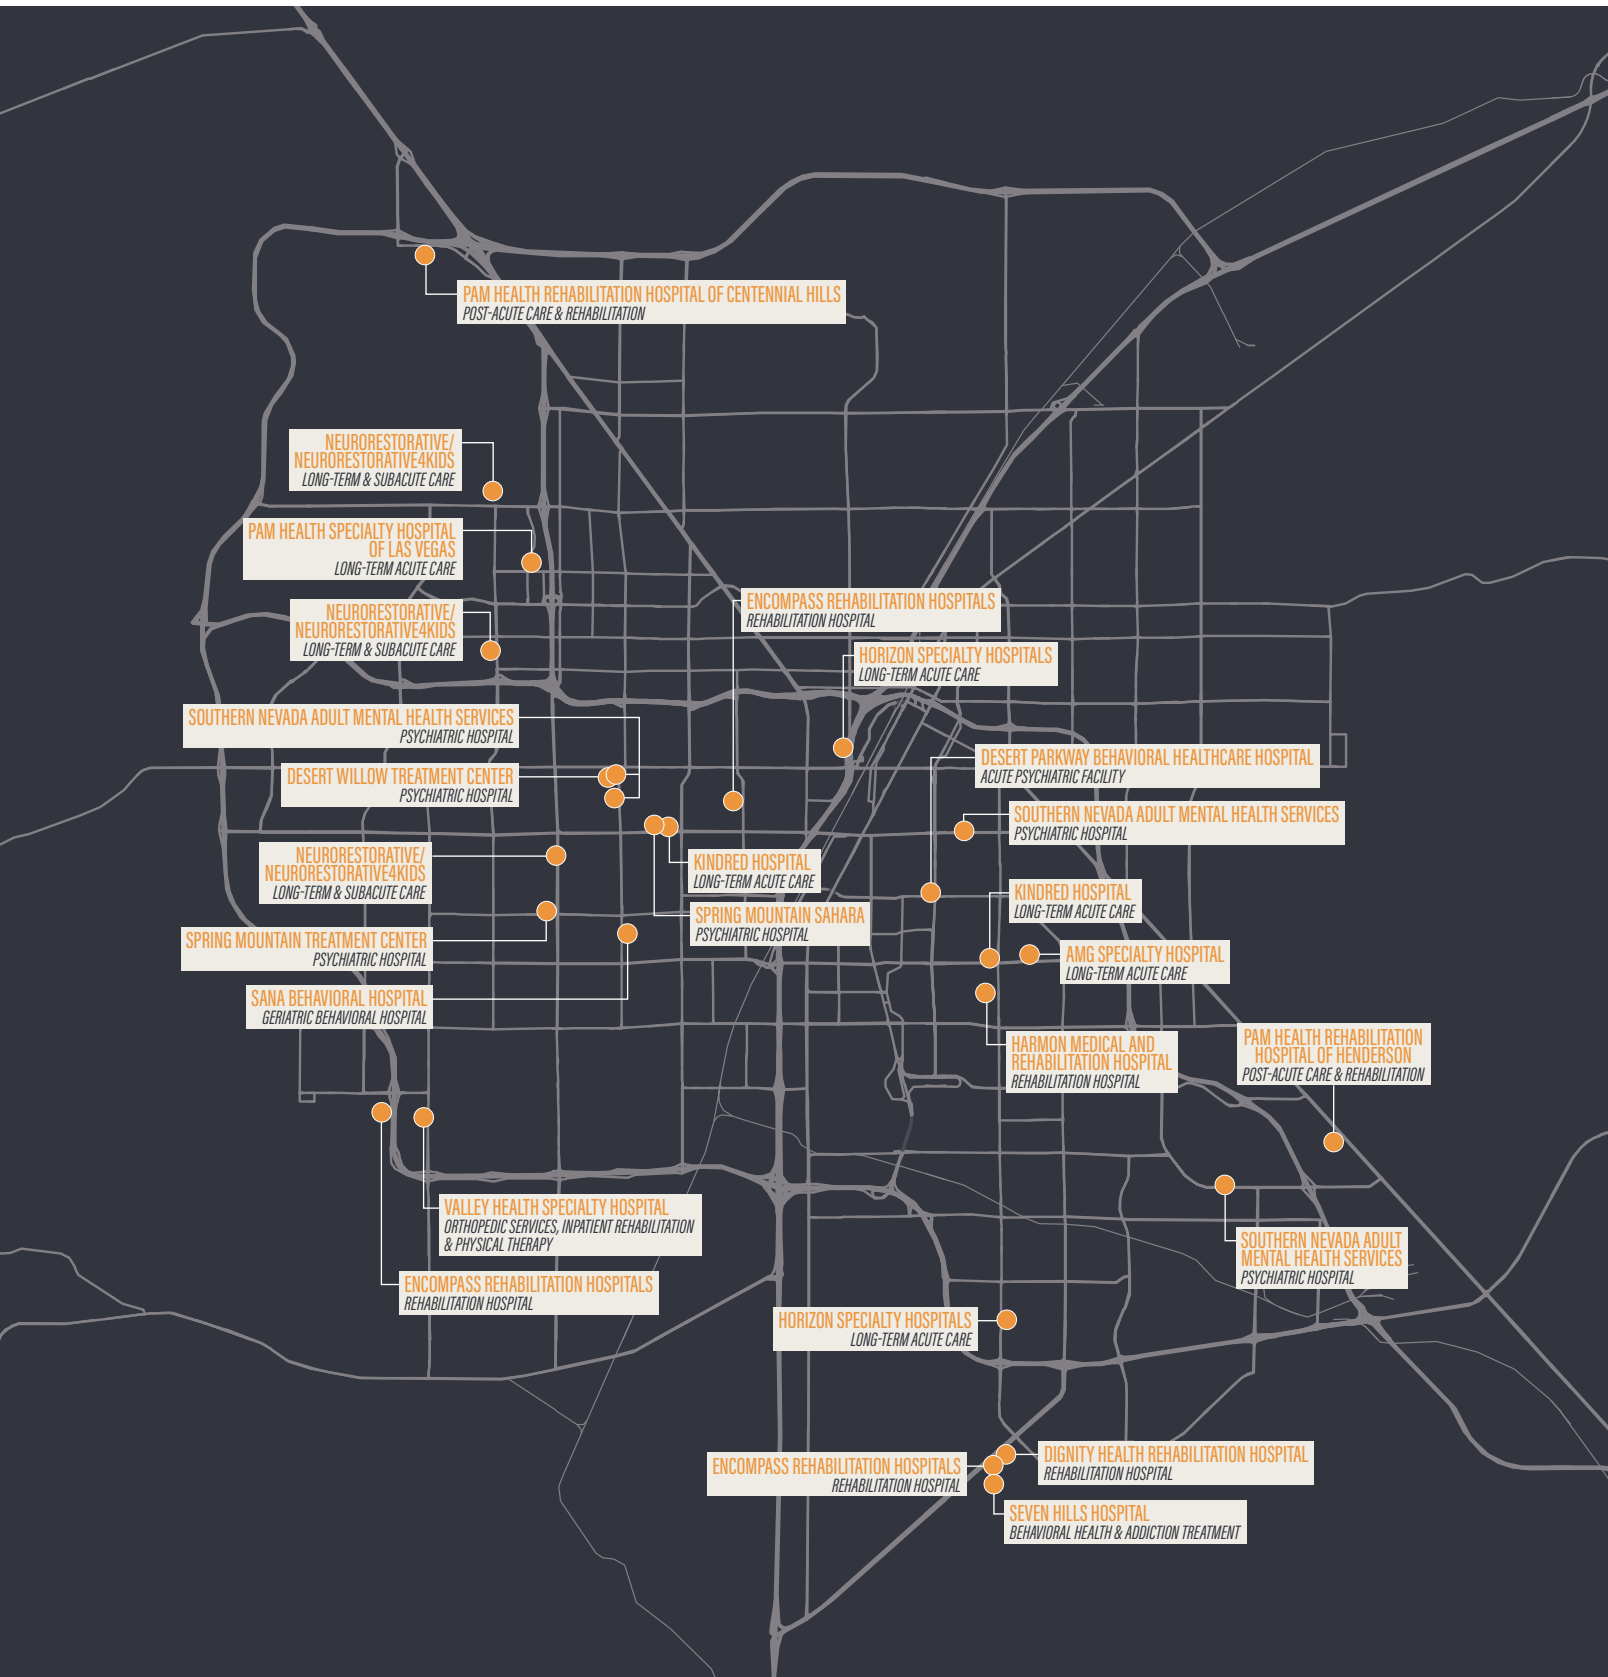 PAM HEALTH REHABILITATION HOSPITAL OF CENTENNIAL HILLS
POST-ACUTE CARE & REHABILITATION
NEURORESTORATIVE/
NEURORESTORATIVE4KIDS
LONG-TERM & SUBACUTE CARE
PAM HEALTH SPECIALTY HOSPITAL
OF LAS VEGAS
LONG-TERM ACUTE CARE
ENCOMPASS REHABILITATION HOSPITALS
REHABILITATION HOSPITAL
NEURORESTORATIVE/
NEURORESTORATIVE4KIDS
LONG-TERM & SUBACUTE CARE
HORIZON SPECIALTY HOSPITALS
LONG-TERM ACUTE CARE
SOUTHERN NEVADA ADULT MENTAL HEALTH SERVICES
PSYCHIATRIC HOSPITAL
DESERT PARKWAY BEHAVIORAL HEALTHCARE HOSPITAL
ACUTE PSYCHIATRIC FACILITY
DESERT WILLOW TREATMENT CENTER
PSYCHIATRIC HOSPITAL
SOUTHERN NEVADA ADULT MENTAL HEALTH SERVICES
PSYCHIATRIC HOSPITAL
NEURORESTORATIVE/
NEURORESTORATIVE4KIDS
LONG-TERM & SUBACUTE CARE
KINDRED HOSPITAL
LONG-TERM ACUTE CARE
KINDRED HOSPITAL
LONG-TERM ACUTE CARE
SPRING MOUNTAIN SAHARA
PSYCHIATRIC HOSPITAL
SPRING MOUNTAIN TREATMENT CENTER
PSYCHIATRIC HOSPITAL
AMG SPECIALTY HOSPITAL
LONG-TERM ACUTE CARE
SANA BEHAVIORAL HOSPITAL
GERIATRIC BEHAVIORAL HOSPITAL
HARMON MEDICAL AND
REHABILITATION HOSPITAL
REHABILITATION HOSPITAL
PAM HEALTH REHABILITATION
HOSPITAL OF HENDERSON
POST-ACUTE CARE & REHABILITATION
VALLEY HEALTH SPECIALTY HOSPITAL
ORTHOPEDIC SERVICES, INPATIENT REHABILITATION
& PHYSICAL THERAPY
SOUTHERN NEVADA ADULT
MENTAL HEALTH SERVICES
PSYCHIATRIC HOSPITAL
ENCOMPASS REHABILITATION HOSPITALS
REHABILITATION HOSPITAL
HORIZON SPECIALTY HOSPITALS
LONG-TERM ACUTE CARE
DIGNITY HEALTH REHABILITATION HOSPITAL
REHABILITATION HOSPITAL
ENCOMPASS REHABILITATION HOSPITALS
REHABILITATION HOSPITAL
SEVEN HILLS HOSPITAL
BEHAVIORAL HEALTH & ADDICTION TREATMENT